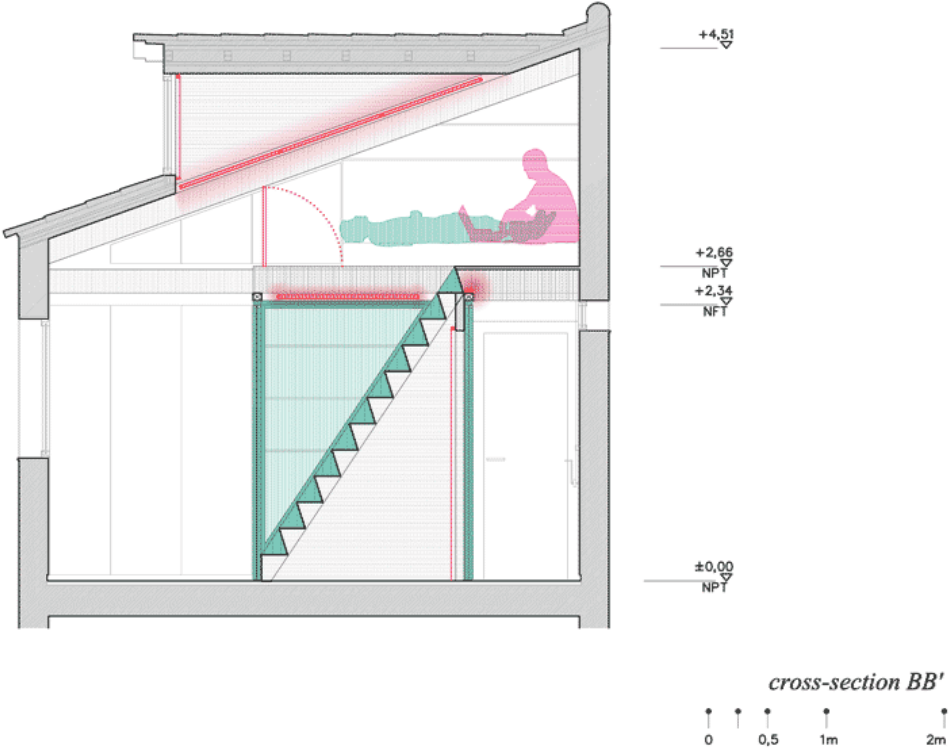 +4,51
+2,66
NPT
+2,34
NFT
±0,00
NPT
cross-section BB'
0 0,5 1m 2m